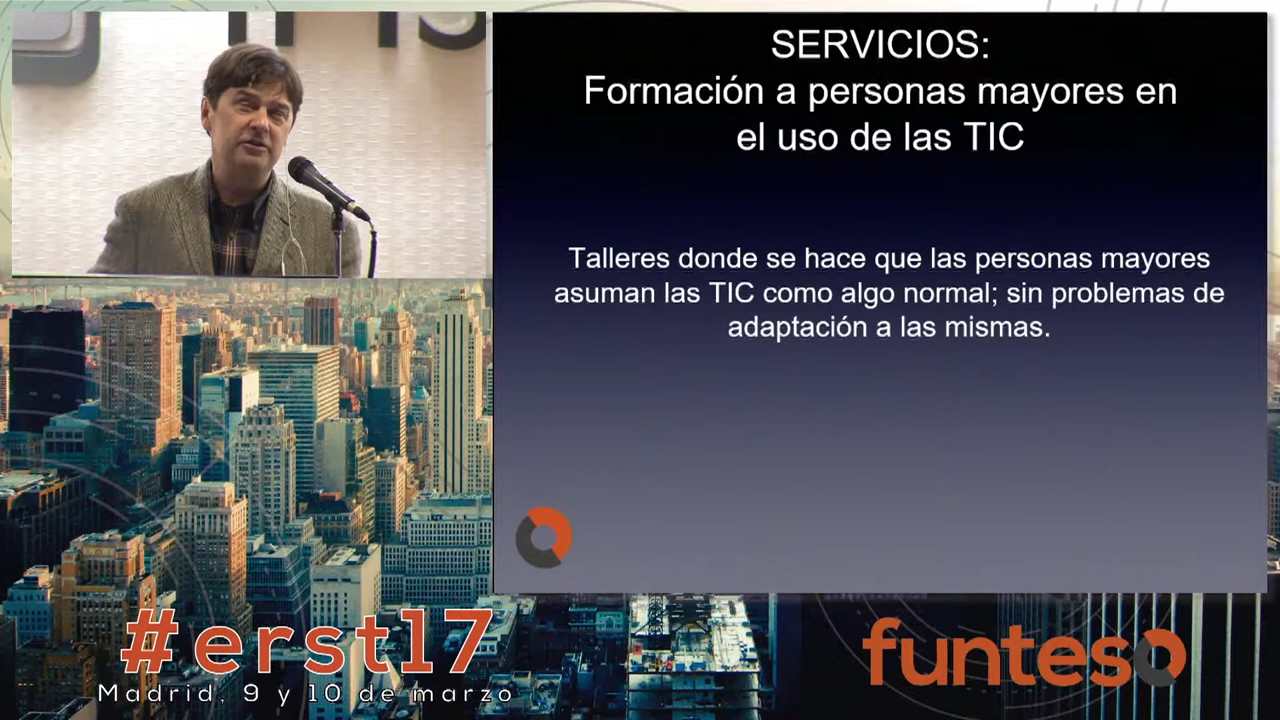 SERVICIOS:
Formación a personas mayores en
el uso de las TIC
Talleres donde se hace que las personas mayores
asuman las TIC como algo normal; sin problemas de
adaptación a las mismas.
#erst17
Madrid, 9 y 10 de marzo
funteso